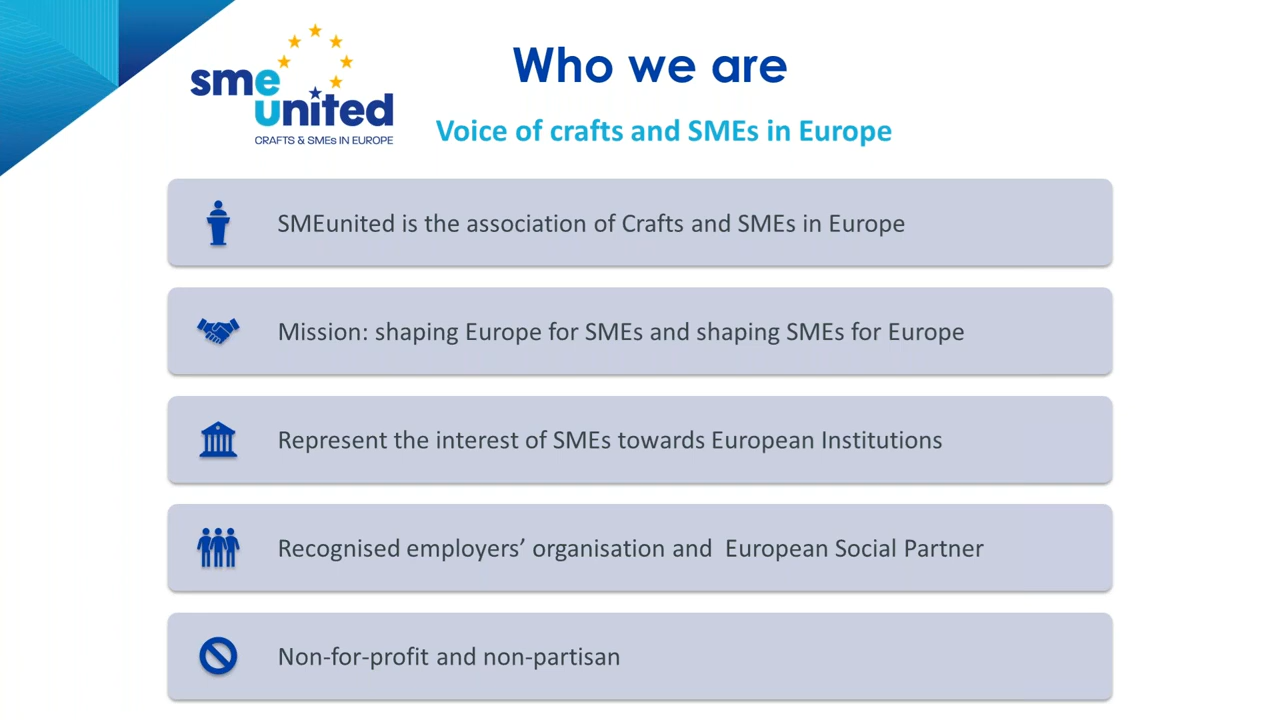 sme
united
CRAFTS & SMEs IN EUROPE
Who we are
Voice of crafts and SMEs in Europe
SMEunited is the association of Crafts and SMEs in Europe
Mission: shaping Europe for SMEs and shaping SMEs for Europe
Represent the interest of SMEs towards European Institutions
Recognised employers’ organisation and  European Social Partner
Non-for-profit and non-partisan